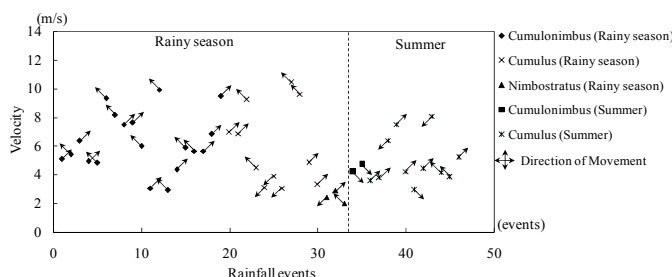 (m/s)
14
12
10
8
6
4
2
0
Velocity
Rainy season
Summer
0 10 20 30 40 50
(events)
Rainfall events
Cumulonimbus (Rainy season)
Cumulus (Rainy season)
Nimbostratus (Rainy season)
Cumulonimbus (Summer)
Cumulus (Summer)
Direction of Movement